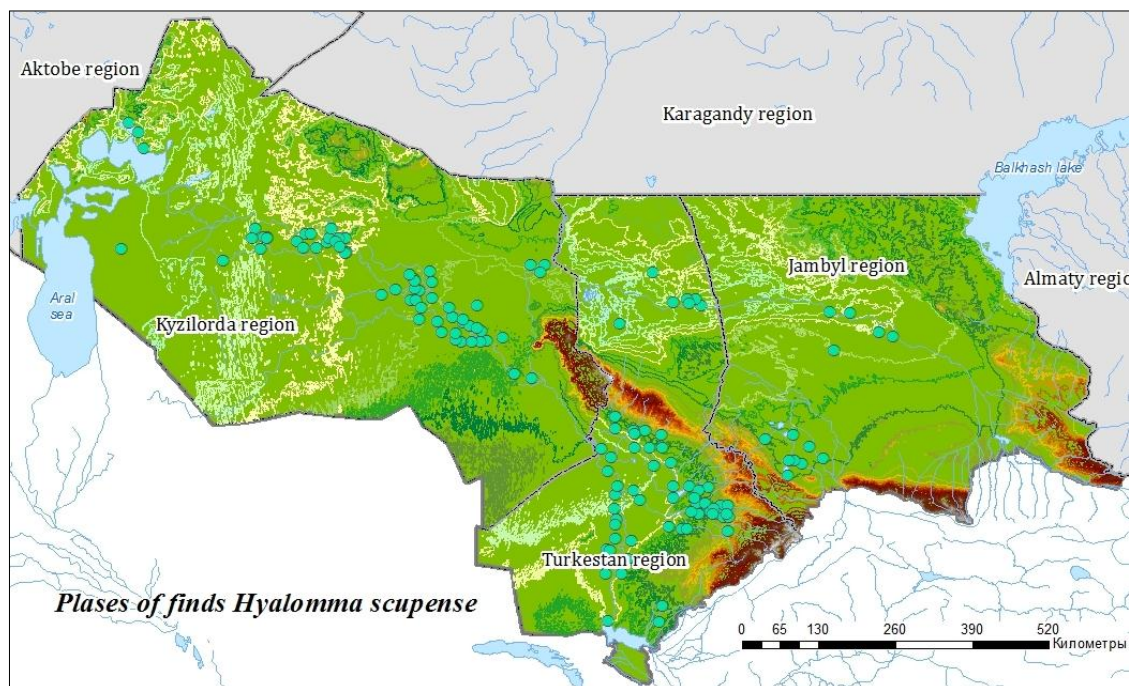 Aktobe region
Karagandy region
Balkhash lake
Jambyl region
Almaty regio
Aral
sea
Kyzilorda region
Turkestan region
Plases of finds Hyalomma scupense
0 65 130 260 390 520
Километры